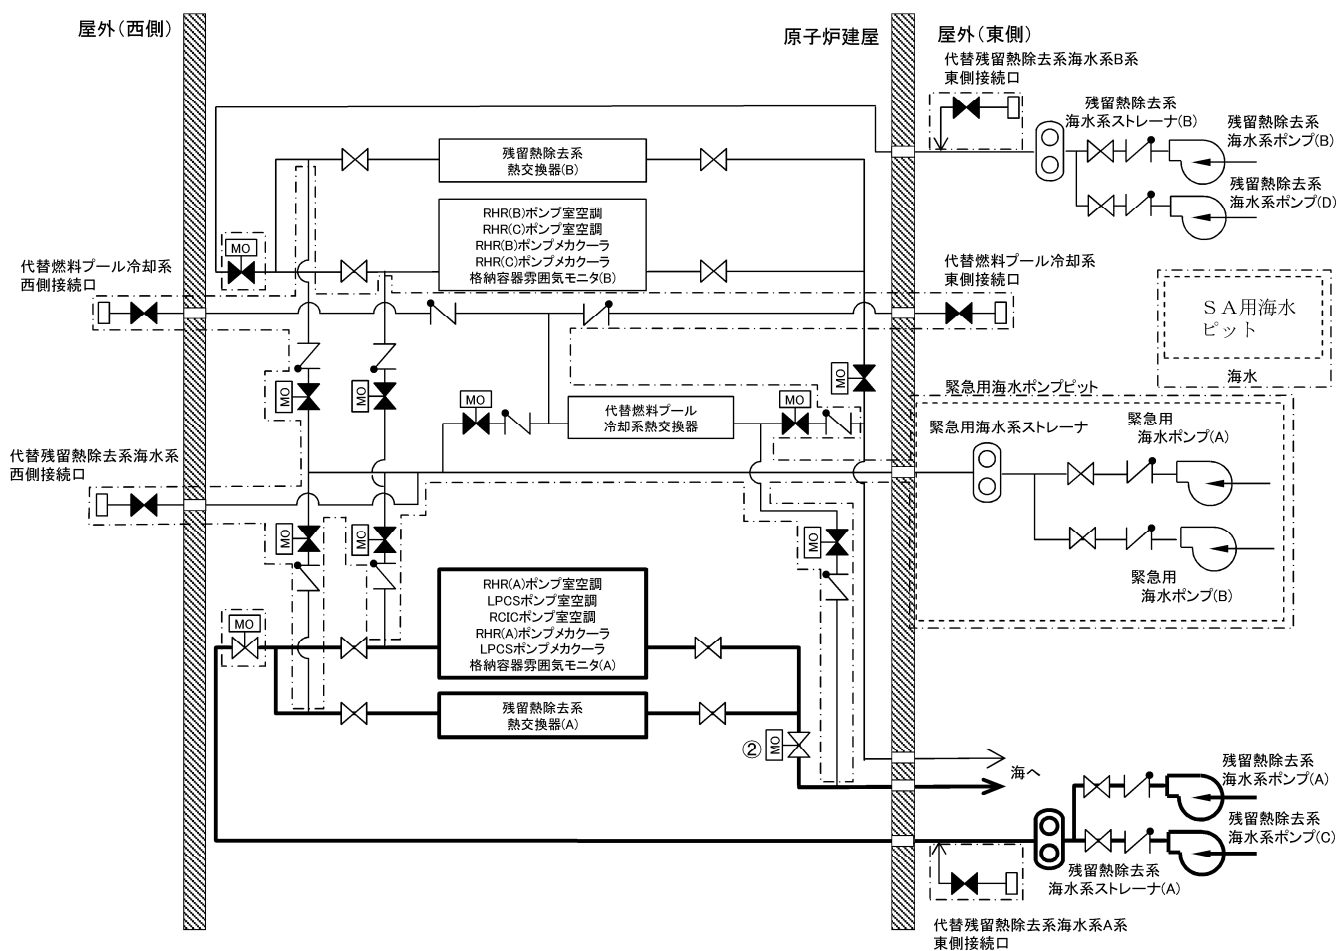 屋外（西側）
原子炉建屋
屋外（東側）
代替残留熱除去系海水系B系
東側接続口
残留熱除去系
海水系ストレーナ(B)
残留熱除去系
海水系ポンプ(B)
残留熱除去系
海水系ポンプ(D)
残留熱除去系
熱交換器(B)
RHR(B)ポンプ室空調
RHR(C)ポンプ室空調
RHR(B)ポンプメカクーラ
RHR(C)ポンプメカクーラ
格納容器雰囲気モニタ(B)
MO
代替燃料プール冷却系
西側接続口
代替燃料プール冷却系
東側接続口
ＳＡ用海水
ピット
海水
MO
MO
MO
MO
代替燃料プール
冷却系熱交換器
MO
緊急用海水ポンプピット
緊急用海水系ストレーナ
緊急用
海水ポンプ(A)
緊急用
海水ポンプ(B)
代替残留熱除去系海水系
西側接続口
MO
MO
MO
RHR(A)ポンプ室空調
LPCSポンプ室空調
RCICポンプ室空調
RHR(A)ポンプメカクーラ
LPCSポンプメカクーラ
格納容器雰囲気モニタ(A)
MO
残留熱除去系
熱交換器(A)
②
MO
海へ
残留熱除去系
海水系ポンプ(A)
残留熱除去系
海水系ポンプ(C)
残留熱除去系
海水系ストレーナ(A)
代替残留熱除去系海水系A系
東側接続口